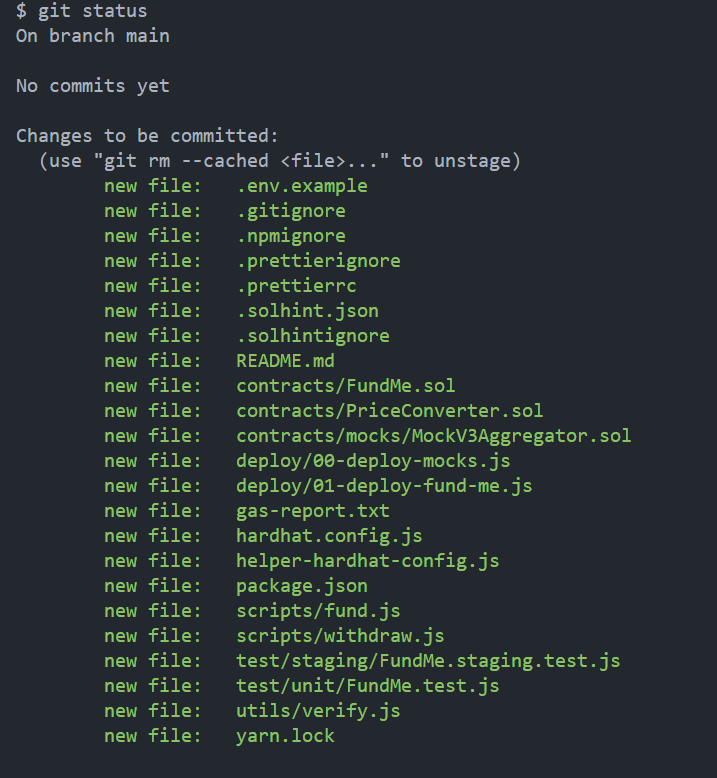 $ git status
On branch main
No commits yet
Changes to be committed:
(use "git rm --cached <file>..." to unstage)
new file: .env.example
new file: .gitignore
new file: .npmignore
new file: .prettierignore
new file: .prettierrc
new file: .solhint.json
new file: .solhintignore
new file: README.md
new file: contracts/FundMe.sol
new file: contracts/PriceConverter.sol
new file: contracts/mocks/MockV3Aggregator.sol
new file: deploy/00-deploy-mocks.js
new file: deploy/01-deploy-fund-me.js
new file: gas-report.txt
new file: hardhat.config.js
new file: helper-hardhat-config.js
new file: package.json
new file: scripts/fund.js
new file: scripts/withdraw.js
new file: test/staging/FundMe.staging.test.js
new file: test/unit/FundMe.test.js
new file: utils/verify.js
new file: yarn.lock